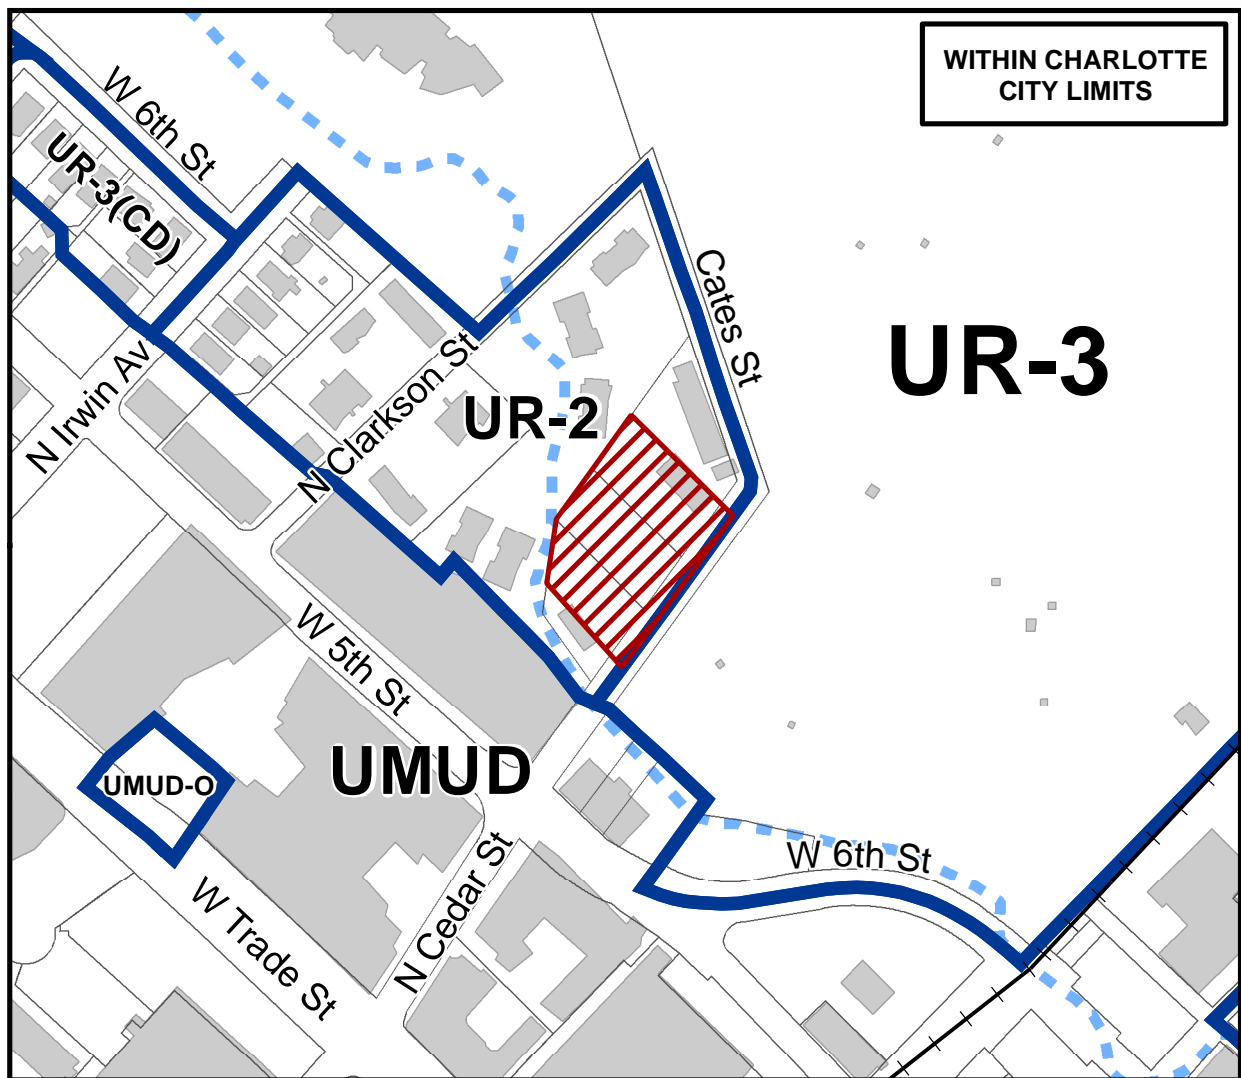 WITHIN CHARLOTTE
CITY LIMITS
W 6th St
UR-3(CD)
Cates St
UR-3
N Irwin Av
N Clarkson St
UR-2
W 5th St
UMUD
UMUD-O
N Cedar St
W 6th St
W Trade St